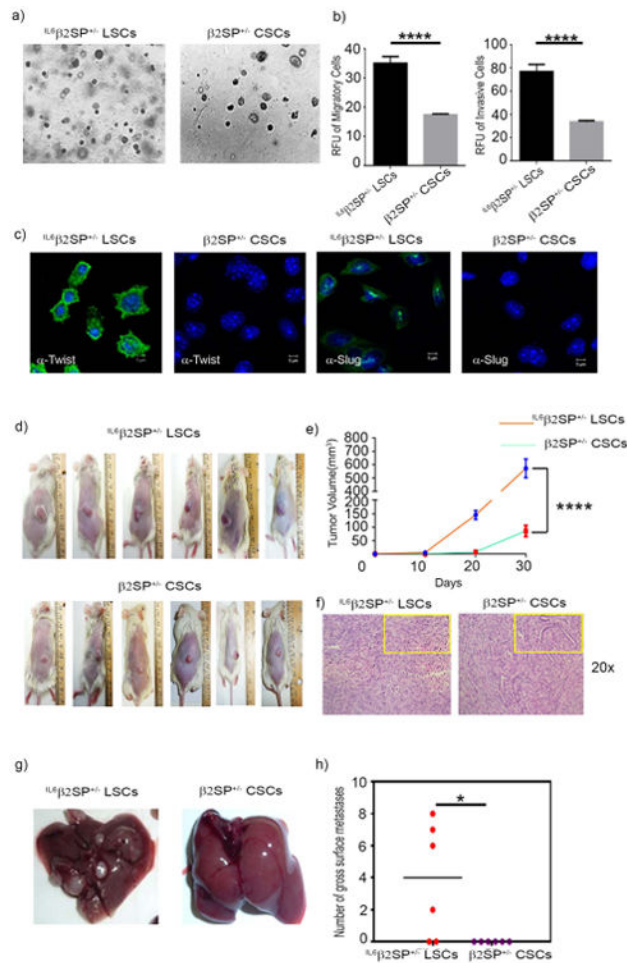 a)
IL6β2SP+/- LSCs
β2SP+/- CSCs
b)
****
RFU of Migratory Cells
40
30
20
10
0
IL6β2SP+/- LSCs
β2SP+/- CSCs
****
RFU of Invasive Cells
100
80
60
40
20
0
IL6β2SP+/- LSCs
β2SP+/- CSCs
c)
IL6β2SP+/- LSCs
β2SP+/- CSCs
IL6β2SP+/- LSCs
β2SP+/- CSCs
α-Twist
α-Twist
α-Slug
α-Slug
d)
IL6β2SP+/- LSCs
β2SP+/- CSCs
e)
IL6β2SP+/- LSCs
β2SP+/- CSCs
Tumor Volume(mm³)
800
700
600
500
400
300
200
150
100
50
0
0
10
20
30
Days
****
f)
IL6β2SP+/- LSCs
β2SP+/- CSCs
20x
g)
IL6β2SP+/- LSCs
β2SP+/- CSCs
h)
Number of gross surface metastases
10
8
6
4
2
0
*
IL6β2SP+/- LSCs
β2SP+/- CSCs